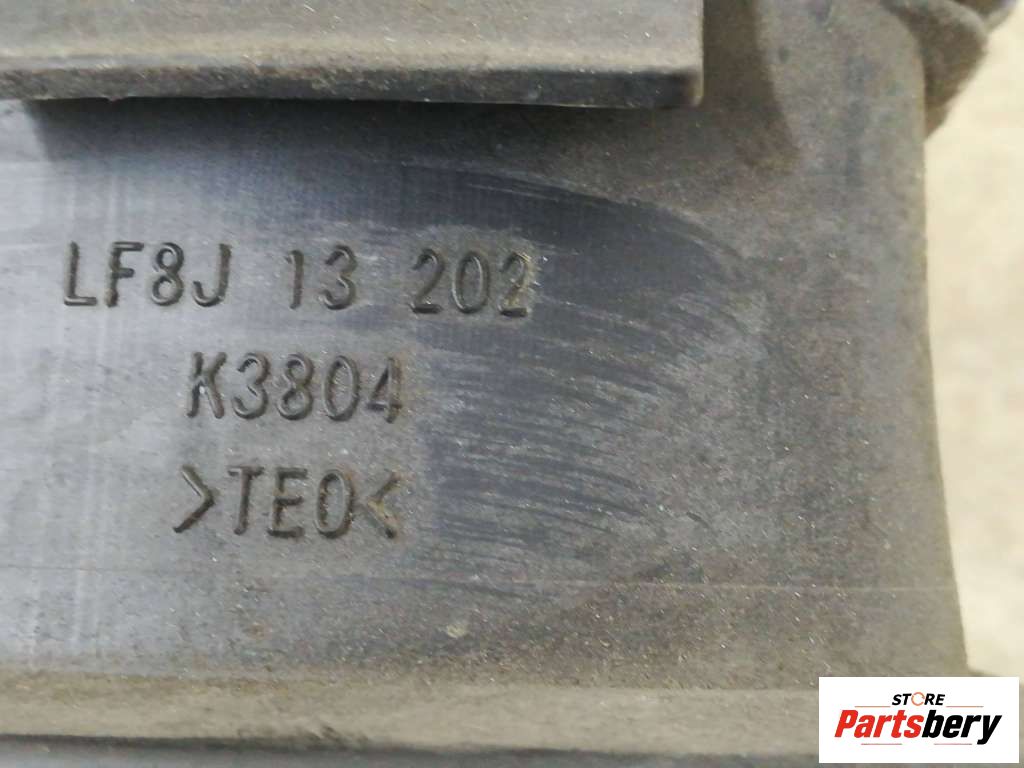 LF8J 13 202
K3804
>TEO<
STORE
Partsbery